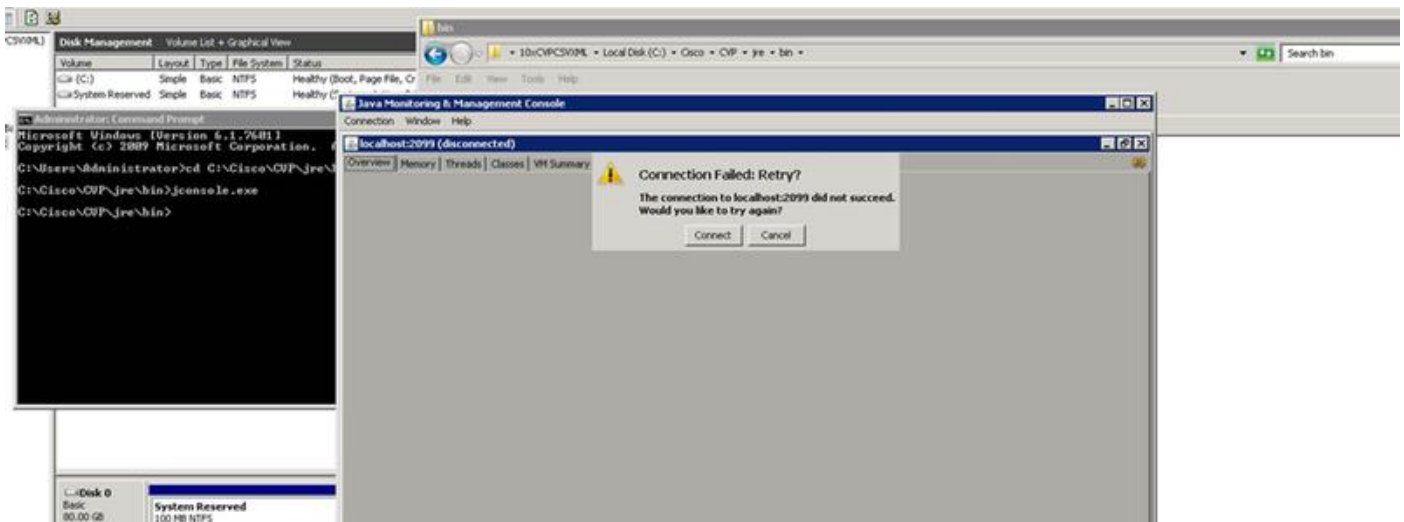 CSVXML)
Disk Management Volume List + Graphical View
Volume Layout Type File System Status
(C:) Simple Basic NTFS Healthy (Boot, Page File, Cr
System Reserved Simple Basic NTFS Healthy (S
bin
10xCVPCSVXML Local Disk (C:) Cisco CVP jre bin
Search bin
File Edit View Tools Help
Administrator: Command Prompt
Microsoft Windows [Version 6.1.7601]
Copyright (c) 2009 Microsoft Corporation.
C:\Users\Administrator>cd C:\Cisco\CVP\jre\
C:\Cisco\CVP\jre\bin>jconsole.exe
C:\Cisco\CVP\jre\bin>
Java Monitoring & Management Console
Connection Window Help
localhost:2099 (disconnected)
Overview Memory Threads Classes VM Summary
Connection Failed: Retry?
The connection to localhost:2099 did not succeed.
Would you like to try again?
Connect Cancel
Disk 0
Basic
80.00 GB
System Reserved
100 MB NTFS